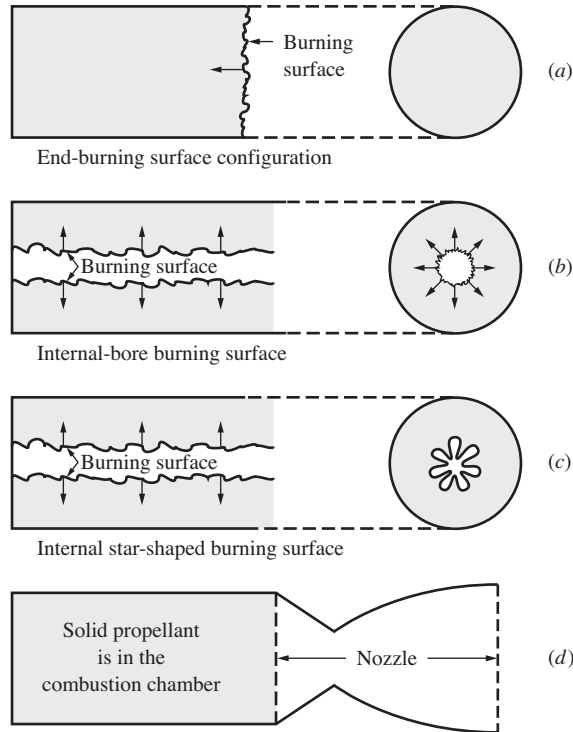 Burning
surface
(a)
End-burning surface configuration
Burning surface
(b)
Internal-bore burning surface
Burning surface
(c)
Internal star-shaped burning surface
Solid propellant
is in the
combustion chamber
Nozzle
(d)